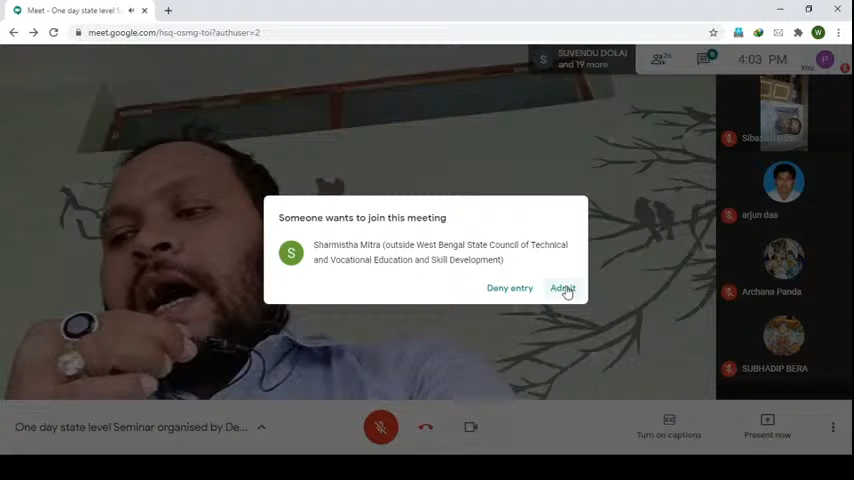 Meet - One day state level S
meet.google.com/hsq-osmg-toi?authuser=2
W
S
SUVENDU DOLAI
and 19 more
26
8
4:03 PM
You
P
Someone wants to join this meeting
S
Sharmistha Mitra (outside West Bengal State Council of Technical
and Vocational Education and Skill Development)
Deny entry
Admit
arjun das
Archana Panda
SUBHADIP BERA
One day state level Seminar organised by De...
Turn on captions
Present now